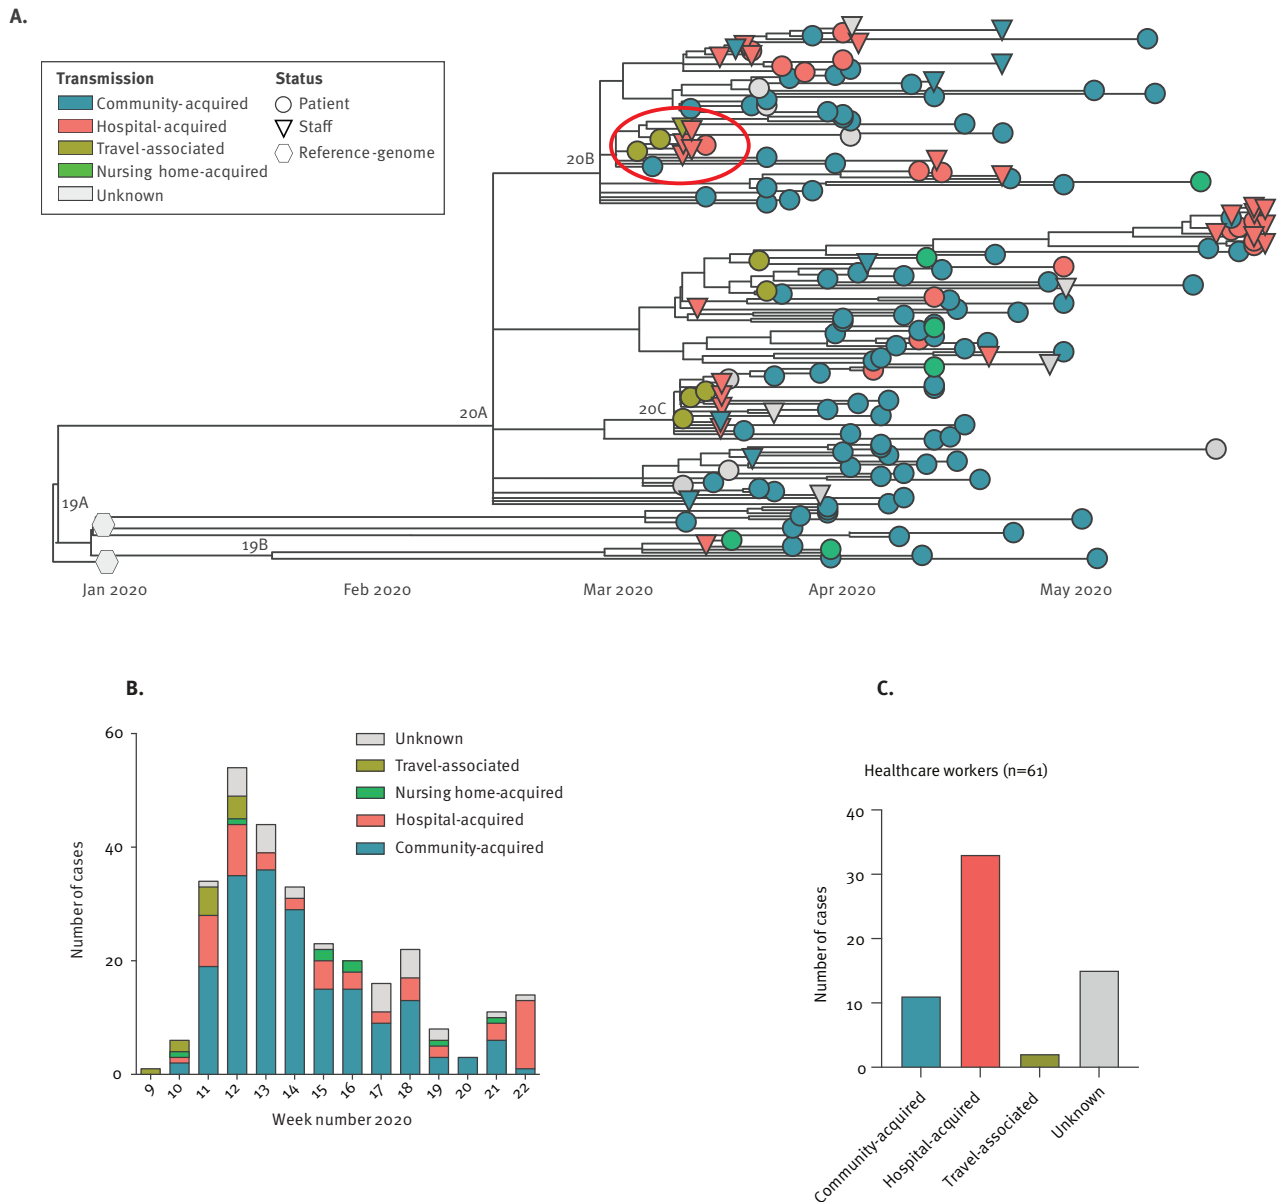 A.
Transmission Status
Community-acquired Patient
Hospital-acquired Staff
Travel-associated Reference-genome
Nursing home-acquired
Unknown
20B
20A
20C
19A
19B
Jan 2020 Feb 2020 Mar 2020 Apr 2020 May 2020
B.
60
40
20
0
Number of cases
Unknown
Travel-associated
Nursing home-acquired
Hospital-acquired
Community-acquired
9 10 11 12 13 14 15 16 17 18 19 20 21 22
Week number 2020
C.
Healthcare workers (n=61)
40
30
20
10
0
Number of cases
Community-acquired
Hospital-acquired
Travel-associated
Unknown